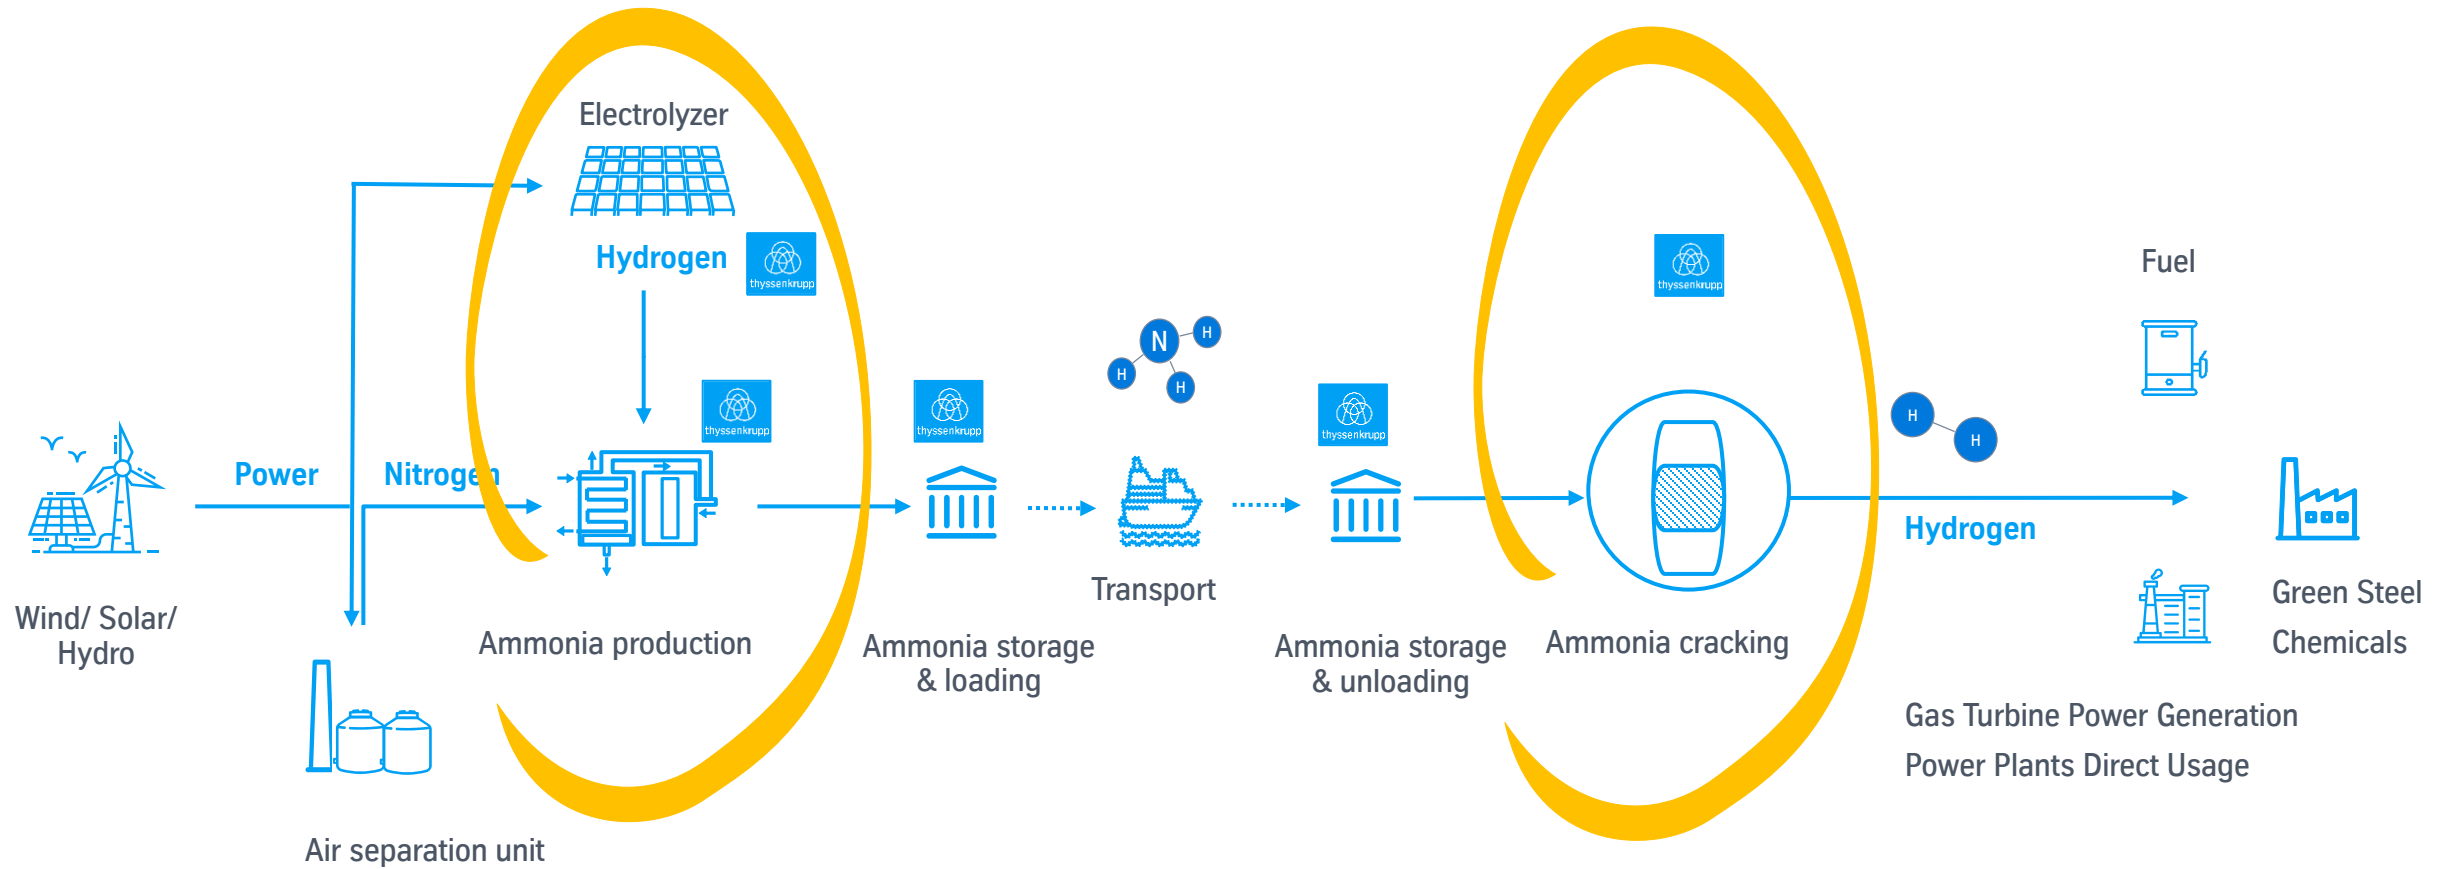 Electrolyzer
Hydrogen
thyssenkrupp
thyssenkrupp
Power
Nitrogen
Wind/ Solar/
Hydro
Air separation unit
Ammonia production
thyssenkrupp
Ammonia storage
& loading
N
H
H
H
Transport
thyssenkrupp
Ammonia storage
& unloading
thyssenkrupp
Ammonia cracking
H
H
Hydrogen
Fuel
Green Steel
Chemicals
Gas Turbine Power Generation
Power Plants Direct Usage